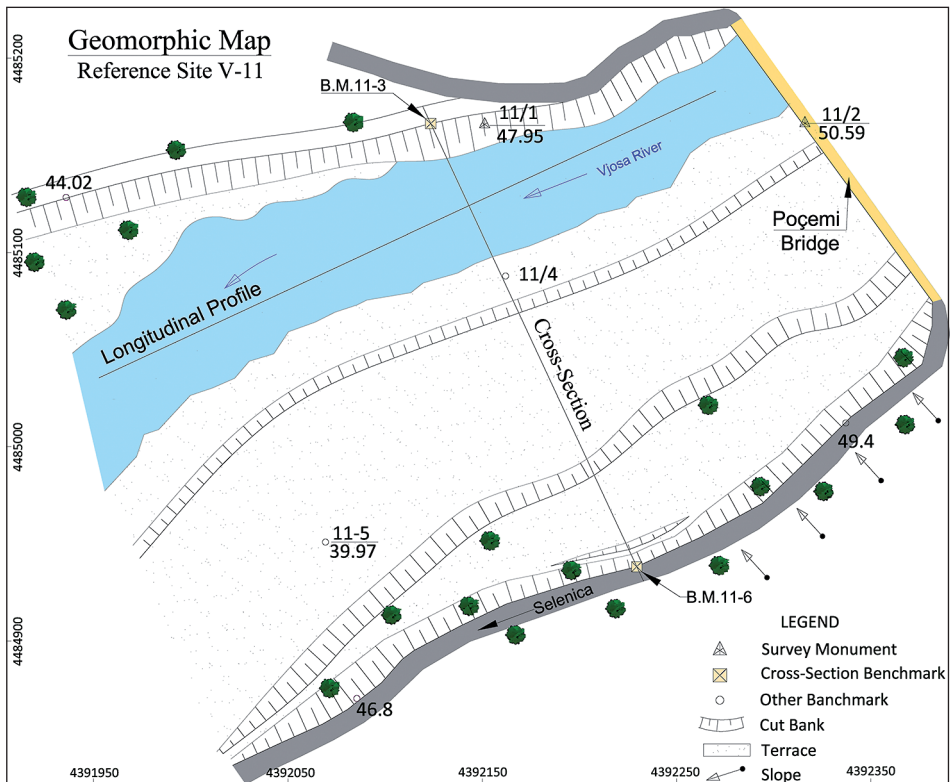 Geomorphic Map
Reference Site V-11
4485200
4485100
4485000
4484900
B.M.11-3
11/1
47.95
11/2
50.59
44.02
Vjosa River
Poçemi
Bridge
11/4
Longitudinal Profile
Cross-Section
49.4
11-5
39.97
Selenica
B.M.11-6
46.8
LEGEND
Survey Monument
Cross-Section Benchmark
Other Banchmark
Cut Bank
Terrace
Slope
4391950
4392050
4392150
4392250
4392350